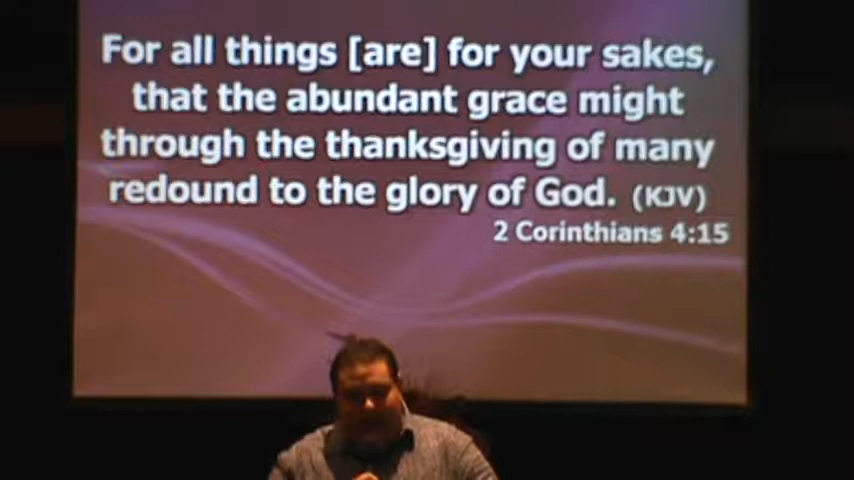 For all things [are] for your sakes,
that the abundant grace might
through the thanksgiving of many
redound to the glory of God. (KJV)
2 Corinthians 4:15